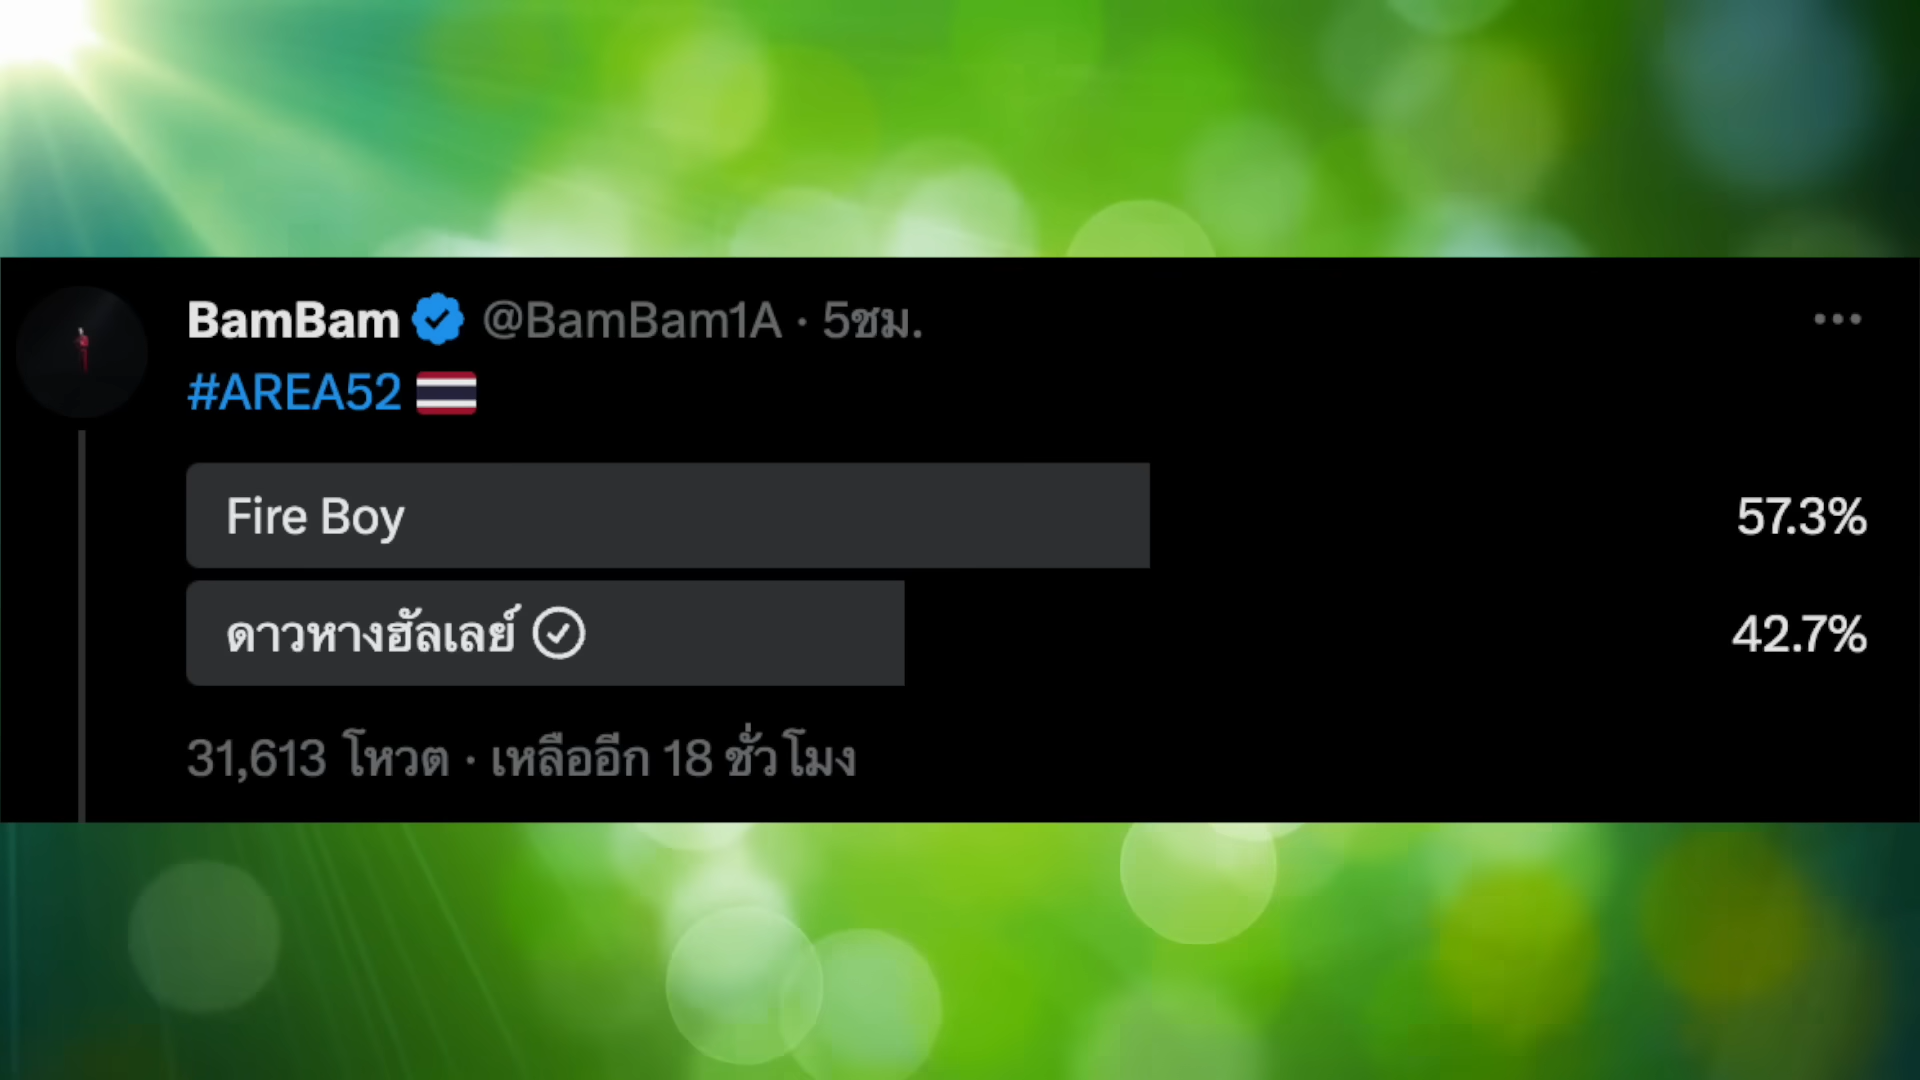 BamBam @BamBam1A · 5ชม.
#AREA52 🇹🇭
Fire Boy 57.3%
ดาวหางฮัลเลย์ 42.7%
31,613 โหวต · เหลืออีก 18 ชั่วโมง